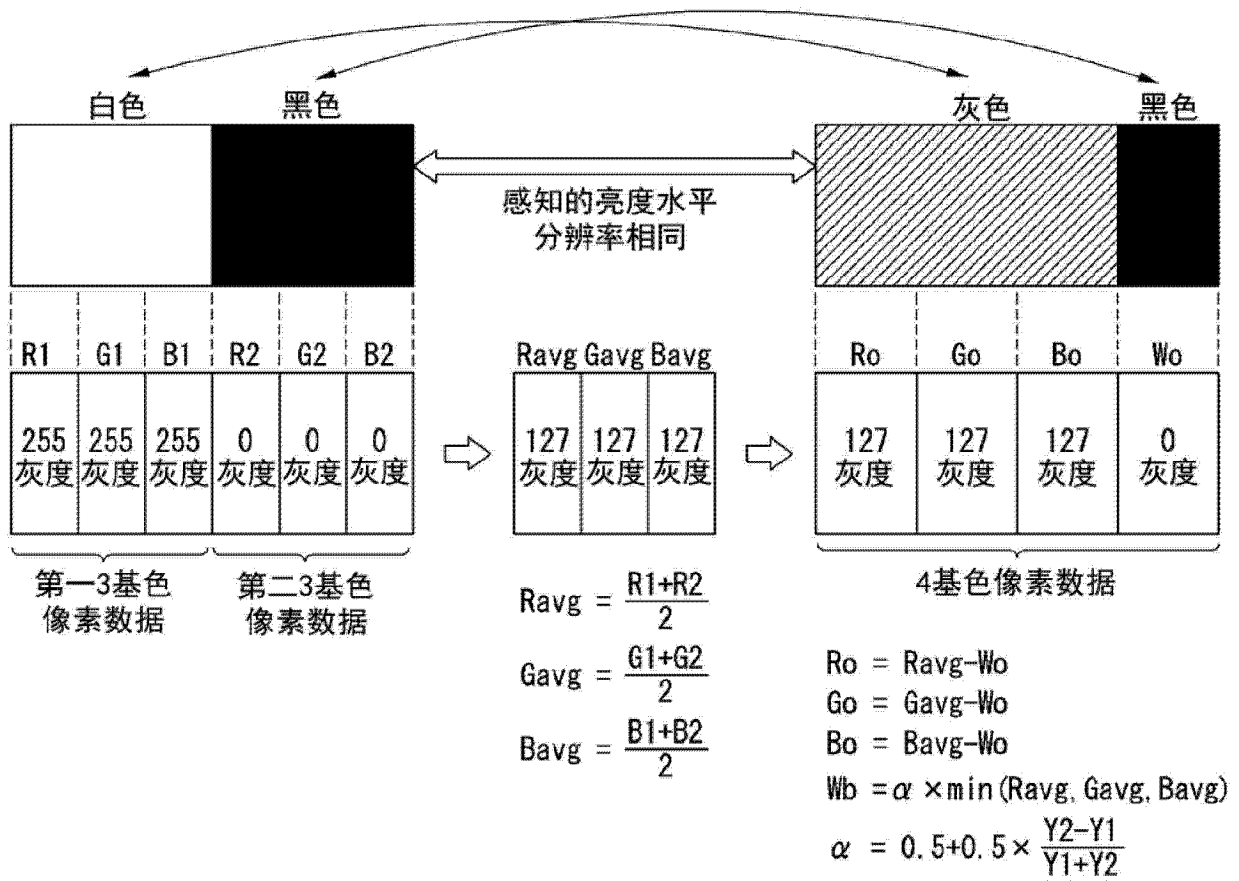 白色 黑色 灰色 黑色
感知的亮度水平
分辨率相同
R1 G1 B1 R2 G2 B2 Ravg Gavg Bavg Ro Go Bo Wo
255 255 255 0 0 0 127 127 127 127 127 127 0
灰度 灰度 灰度 灰度 灰度 灰度 灰度 灰度 灰度 灰度 灰度 灰度 灰度
第一3基色
像素数据
第二3基色
像素数据
4基色像素数据
Ravg = R1+R2 / 2
Gavg = G1+G2 / 2
Bavg = B1+B2 / 2
Ro = Ravg-Wo
Go = Gavg-Wo
Bo = Bavg-Wo
Wb =α ×min(Ravg, Gavg, Bavg)
α = 0.5+0.5× Y2-Y1 / Y1+Y2